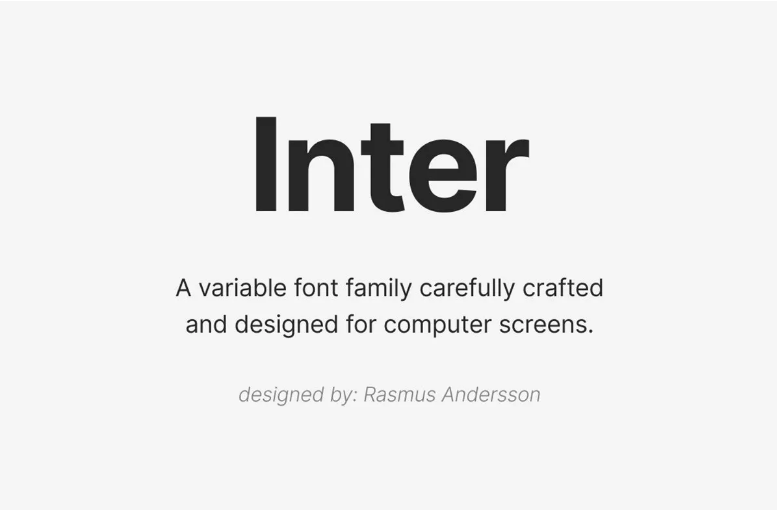 Inter
A variable font family carefully crafted
and designed for computer screens.
designed by: Rasmus Andersson